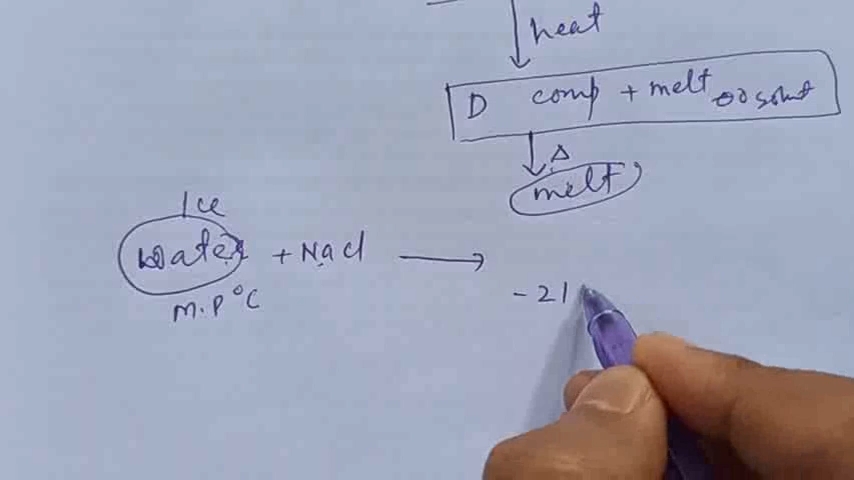 heat
D comp + melt
Δ
melt
Ice
Water + NaCl
M.P °C
-21